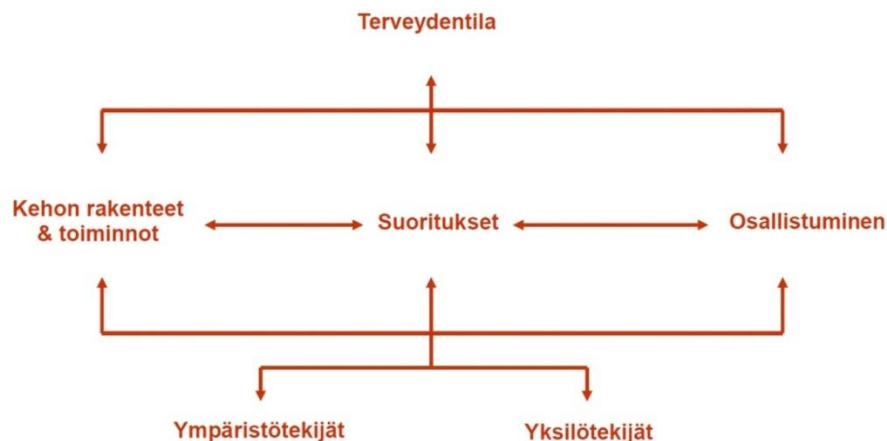 Terveydentila
Kehon rakenteet
& toiminnot
Suoritukset
Osallistuminen
Ympäristötekijät
Yksilötekijät